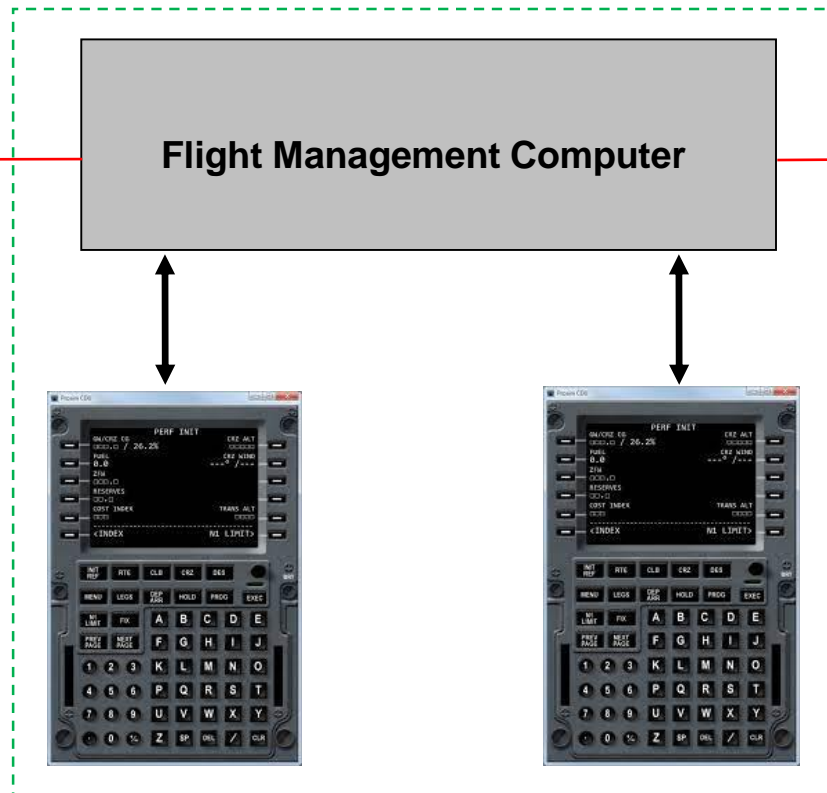 Flight Management Computer
Prosim CDU
PERF INIT
GW/CRZ CG CRZ ALT
□□□.□ / 26.2% □□□□□
FUEL CRZ WIND
0.0 ---° /---
ZFW
□□□.□
RESERVES
□□.□
COST INDEX TRANS ALT
□□□ □□□□
<INDEX N1 LIMIT>
INIT REF RTE CLB CRZ DES
BRT
MENU LEGS DEP ARR HOLD PROG EXEC
N1 LIMIT FIX A B C D E
PREV PAGE NEXT PAGE F G H I J
1 2 3 K L M N O
4 5 6 P Q R S T
7 8 9 U V W X Y
. 0 +/- Z SP DEL / CLR
Prosim CDU
PERF INIT
GW/CRZ CG CRZ ALT
□□□.□ / 26.2% □□□□□
FUEL CRZ WIND
0.0 ---° /---
ZFW
□□□.□
RESERVES
□□.□
COST INDEX TRANS ALT
□□□ □□□□
<INDEX N1 LIMIT>
INIT REF RTE CLB CRZ DES
BRT
MENU LEGS DEP ARR HOLD PROG EXEC
N1 LIMIT FIX A B C D E
PREV PAGE NEXT PAGE F G H I J
1 2 3 K L M N O
4 5 6 P Q R S T
7 8 9 U V W X Y
. 0 +/- Z SP DEL / CLR